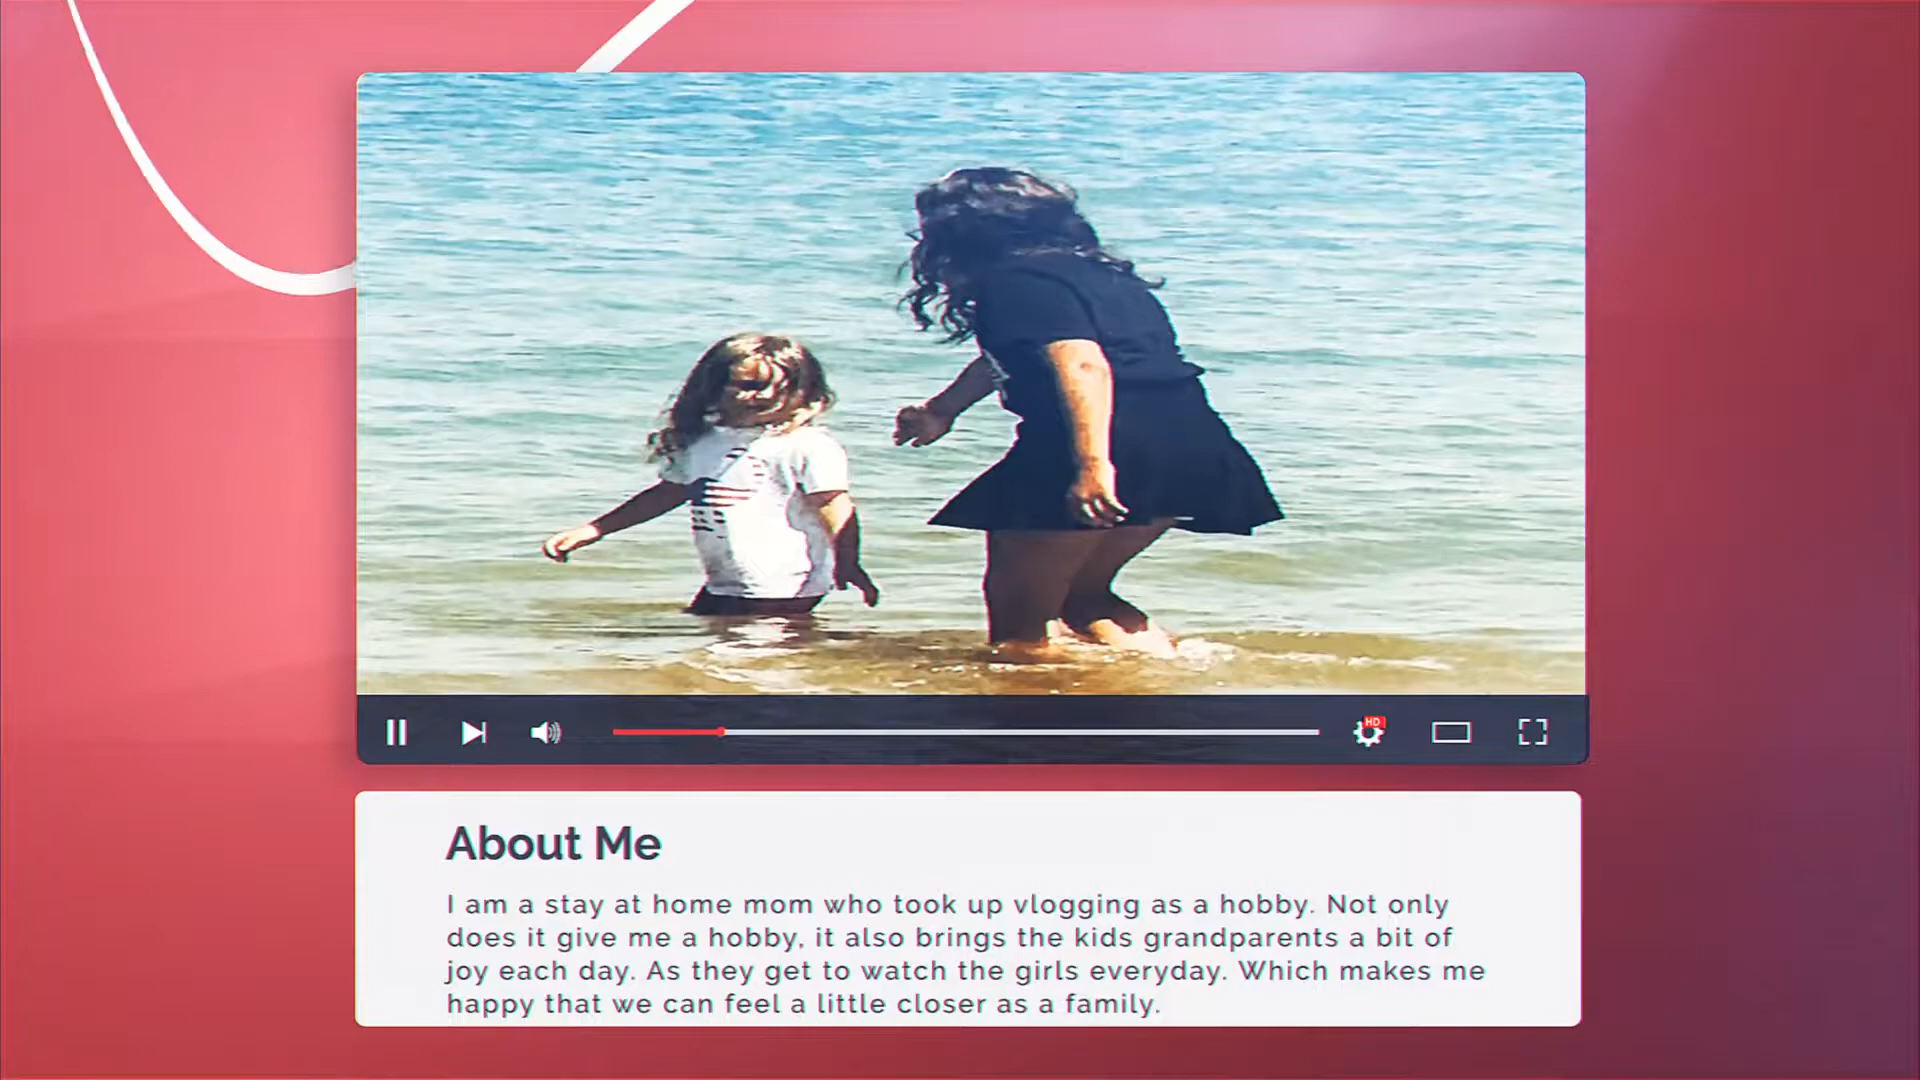 HD
About Me
I am a stay at home mom who took up vlogging as a hobby. Not only
does it give me a hobby, it also brings the kids grandparents a bit of
joy each day. As they get to watch the girls everyday. Which makes me
happy that we can feel a little closer as a family.